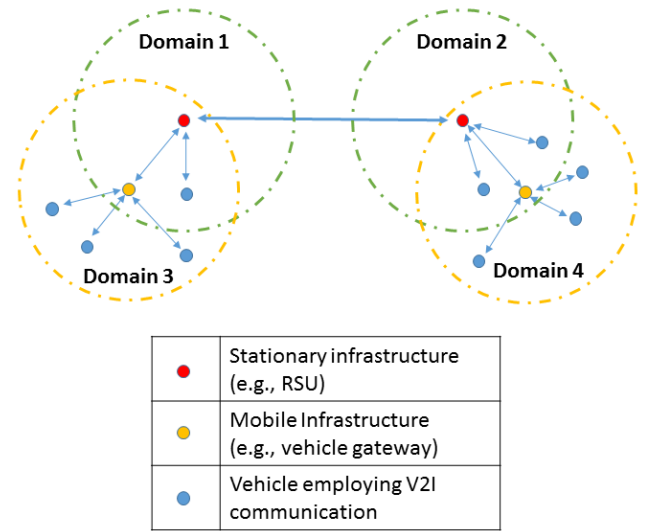 Domain 1
Domain 2
Domain 3
Domain 4
Stationary infrastructure
(e.g., RSU)
Mobile Infrastructure
(e.g., vehicle gateway)
Vehicle employing V2I
communication